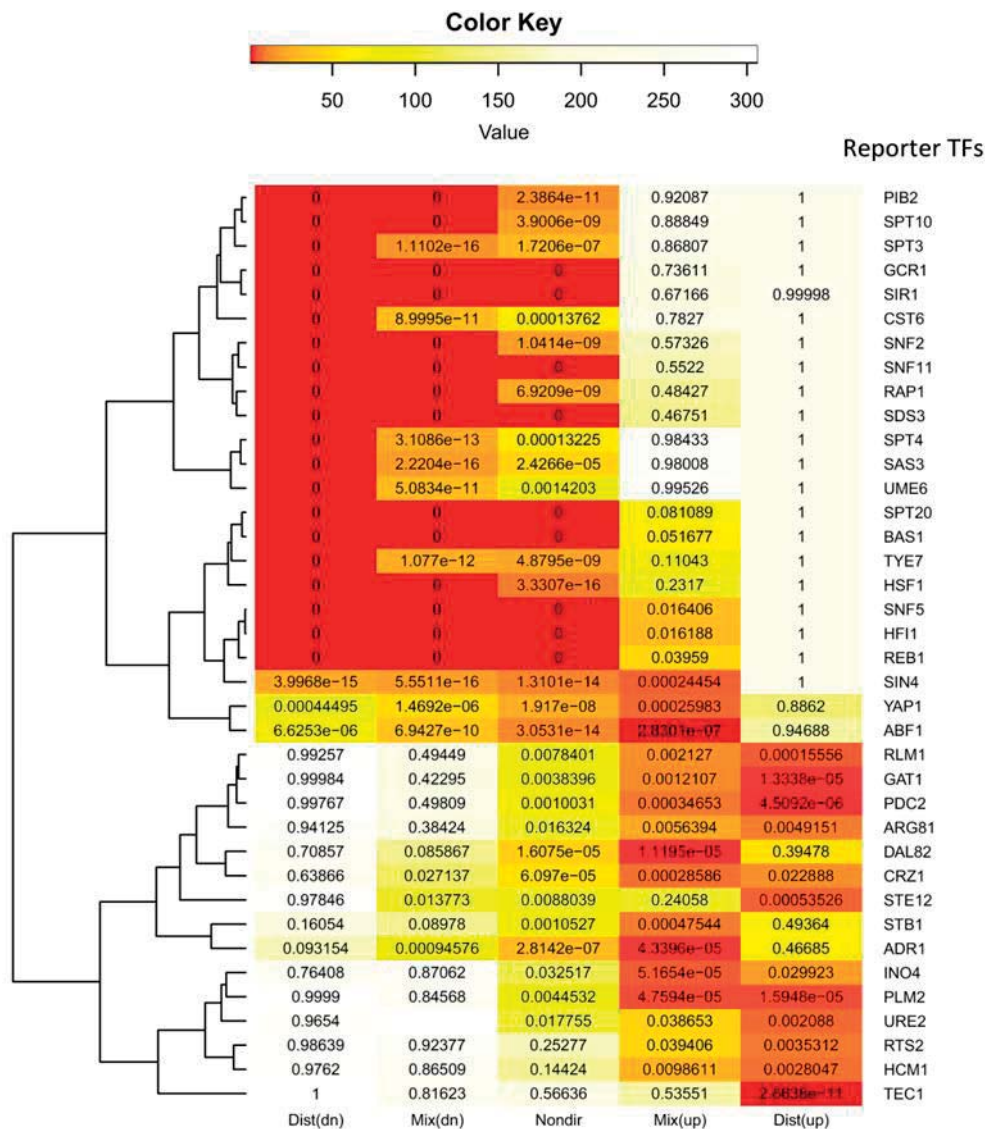 Color Key
50 100 150 200 250 300
Value
Reporter TFs
0 0 2.3864e−11 0.92087 1 PIB2
0 0 3.9006e−09 0.88849 1 SPT10
0 1.1102e−16 1.7206e−07 0.86807 1 SPT3
0 0 0 0.73611 1 GCR1
0 0 0 0.67166 0.99998 SIR1
0 8.9995e−11 0.00013762 0.7827 1 CST6
0 0 1.0414e−09 0.57326 1 SNF2
0 0 0 0.5522 1 SNF11
0 0 6.9209e−09 0.48427 1 RAP1
0 0 0 0.46751 1 SDS3
0 3.1086e−13 0.00013225 0.98433 1 SPT4
0 2.2204e−16 2.4266e−05 0.98008 1 SAS3
0 5.0834e−11 0.0014203 0.99526 1 UME6
0 0 0 0.081089 1 SPT20
0 0 0 0.051677 1 BAS1
0 1.077e−12 4.8795e−09 0.11043 1 TYE7
0 0 3.3307e−16 0.2317 1 HSF1
0 0 0 0.016406 1 SNF5
0 0 0 0.016188 1 HFI1
0 0 0 0.03959 1 REB1
3.9968e−15 5.5511e−16 1.3101e−14 0.00024454 1 SIN4
0.00044495 1.4692e−06 1.917e−08 0.00025983 0.8862 YAP1
6.6253e−06 6.9427e−10 3.0531e−14 2.8301e−07 0.94688 ABF1
0.99257 0.49449 0.0078401 0.002127 0.00015556 RLM1
0.99984 0.42295 0.0038396 0.0012107 1.3338e−05 GAT1
0.99767 0.49809 0.0010031 0.00034653 4.5092e−06 PDC2
0.94125 0.38424 0.016324 0.0056394 0.0049151 ARG81
0.70857 0.085867 1.6075e−05 1.1195e−05 0.39478 DAL82
0.63866 0.027137 6.097e−05 0.00028586 0.022888 CRZ1
0.97846 0.013773 0.0088039 0.24058 0.00053526 STE12
0.16054 0.08978 0.0010527 0.00047544 0.49364 STB1
0.093154 0.00094576 2.8142e−07 4.3396e−05 0.46685 ADR1
0.76408 0.87062 0.032517 5.1654e−05 0.029923 INO4
0.9999 0.84568 0.0044532 4.7594e−05 1.5948e−05 PLM2
0.9654 0.017755 0.038653 0.002088 URE2
0.98639 0.92377 0.25277 0.039406 0.0035312 RTS2
0.9762 0.86509 0.14424 0.0098611 0.0028047 HCM1
1 0.81623 0.56636 0.53551 TEC1
Dist(dn) Mix(dn) Nondir Mix(up) Dist(up)